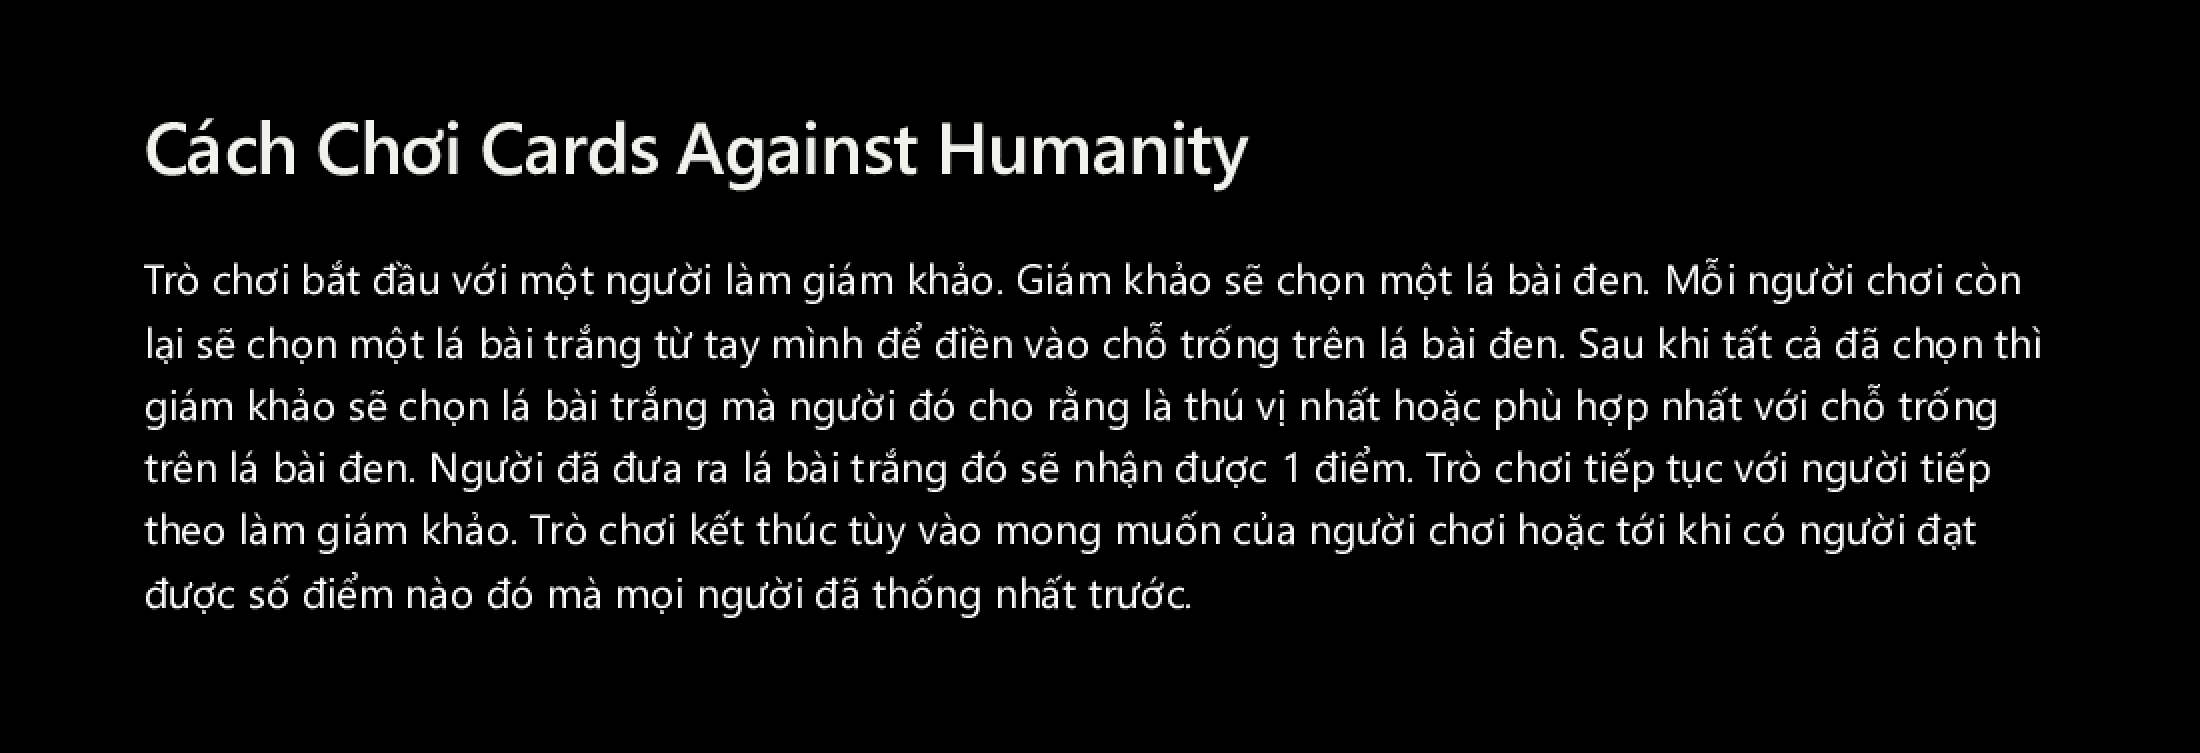 Cách Chơi Cards Against Humanity
Trò chơi bắt đầu với một người làm giám khảo. Giám khảo sẽ chọn một lá bài đen. Mỗi người chơi còn
lại sẽ chọn một lá bài trắng từ tay mình để điền vào chỗ trống trên lá bài đen. Sau khi tất cả đã chọn thì
giám khảo sẽ chọn lá bài trắng mà người đó cho rằng là thú vị nhất hoặc phù hợp nhất với chỗ trống
trên lá bài đen. Người đã đưa ra lá bài trắng đó sẽ nhận được 1 điểm. Trò chơi tiếp tục với người tiếp
theo làm giám khảo. Trò chơi kết thúc tùy vào mong muốn của người chơi hoặc tới khi có người đạt
được số điểm nào đó mà mọi người đã thống nhất trước.